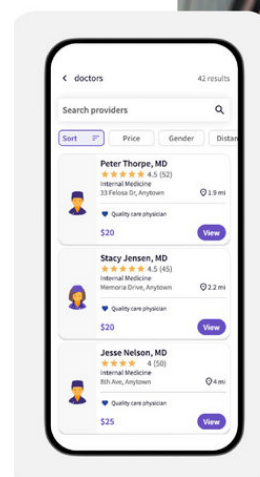 doctors 42 results
Search providers
Sort Price Gender Distan
Peter Thorpe, MD
4.5 (52)
Internal Medicine
33 Felosa Dr, Anytown 1.9 mi
Quality care physician
$20 View
Stacy Jensen, MD
4.5 (45)
Internal Medicine
Memoria Drive, Anytown 2.2 mi
Quality care physician
$20 View
Jesse Nelson, MD
4 (50)
Internal Medicine
8th Ave, Anytown 4 mi
Quality care physician
$25 View